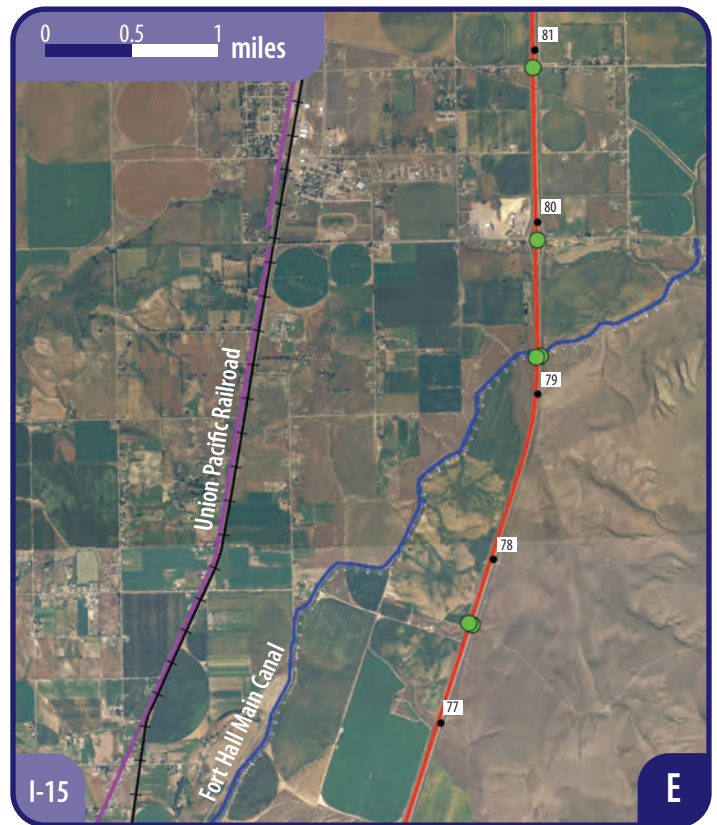 0 0.5 1 miles
81
80
79
78
77
Union Pacific Railroad
Fort Hall Main Canal
I-15
E